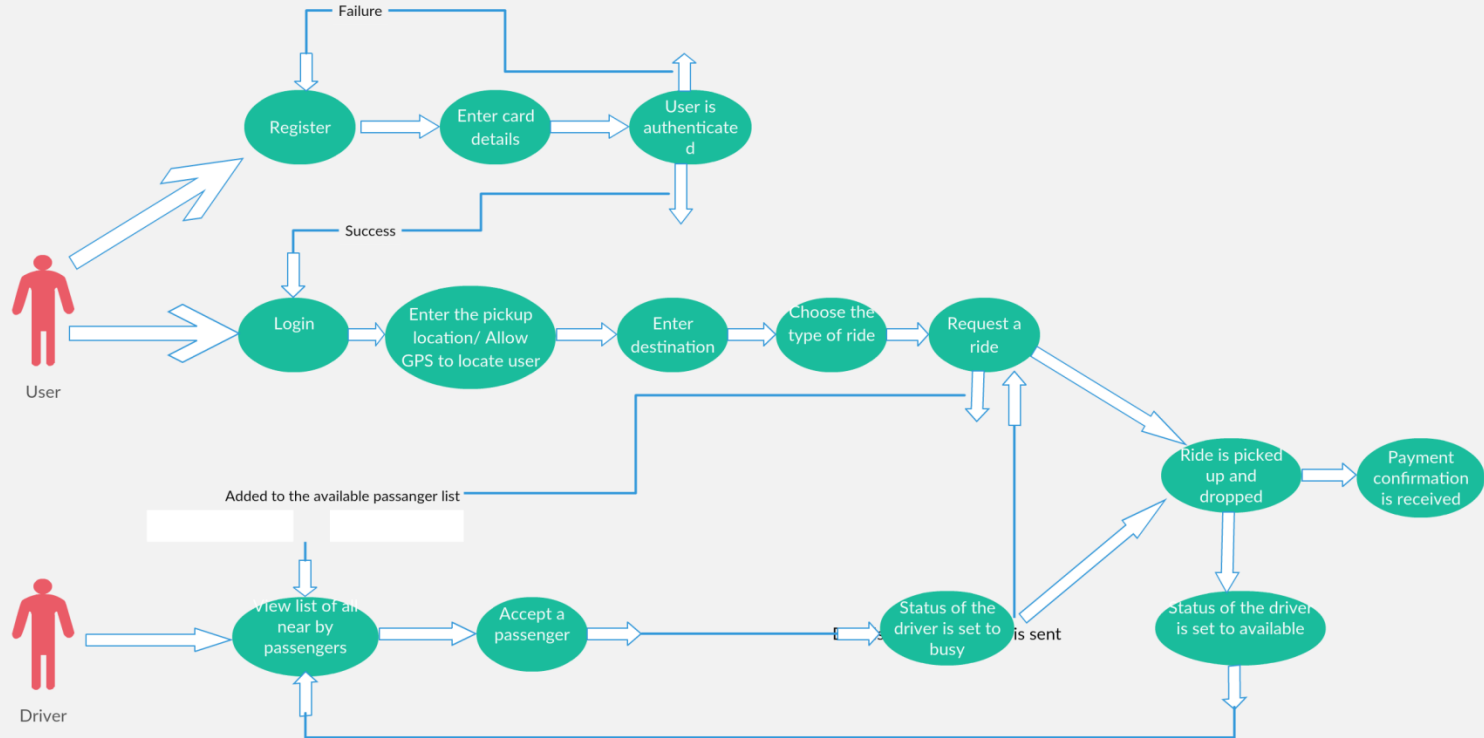 Failure
Register
Enter card
details
User is
authenticate
d
Success
User
Login
Enter the pickup
location/ Allow
GPS to locate user
Enter
destination
Choose the
type of ride
Request a
ride
Ride is picked
up and
dropped
Payment
confirmation
is received
Added to the available passanger list
Driver
View list of all
near by
passengers
Accept a
passenger
Status of the
driver is set to
busy
is sent
Status of the driver
is set to available